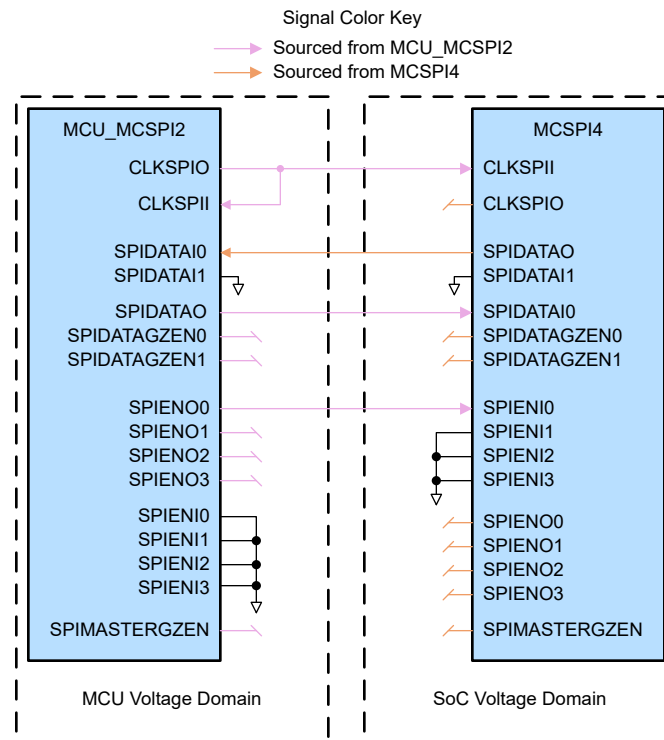 Signal Color Key
Sourced from MCU_MCSPI2
Sourced from MCSPI4
MCU_MCSPI2
CLKSPIO
CLKSPII
SPIDATAI0
SPIDATAI1
SPIDATAO
SPIDATAGZEN0
SPIDATAGZEN1
SPIENO0
SPIENO1
SPIENO2
SPIENO3
SPIENI0
SPIENI1
SPIENI2
SPIENI3
SPIMASTERGZEN
MCU Voltage Domain
MCSPI4
CLKSPII
CLKSPIO
SPIDATAO
SPIDATAI1
SPIDATAI0
SPIDATAGZEN0
SPIDATAGZEN1
SPIENI0
SPIENI1
SPIENI2
SPIENI3
SPIENO0
SPIENO1
SPIENO2
SPIENO3
SPIMASTERGZEN
SoC Voltage Domain